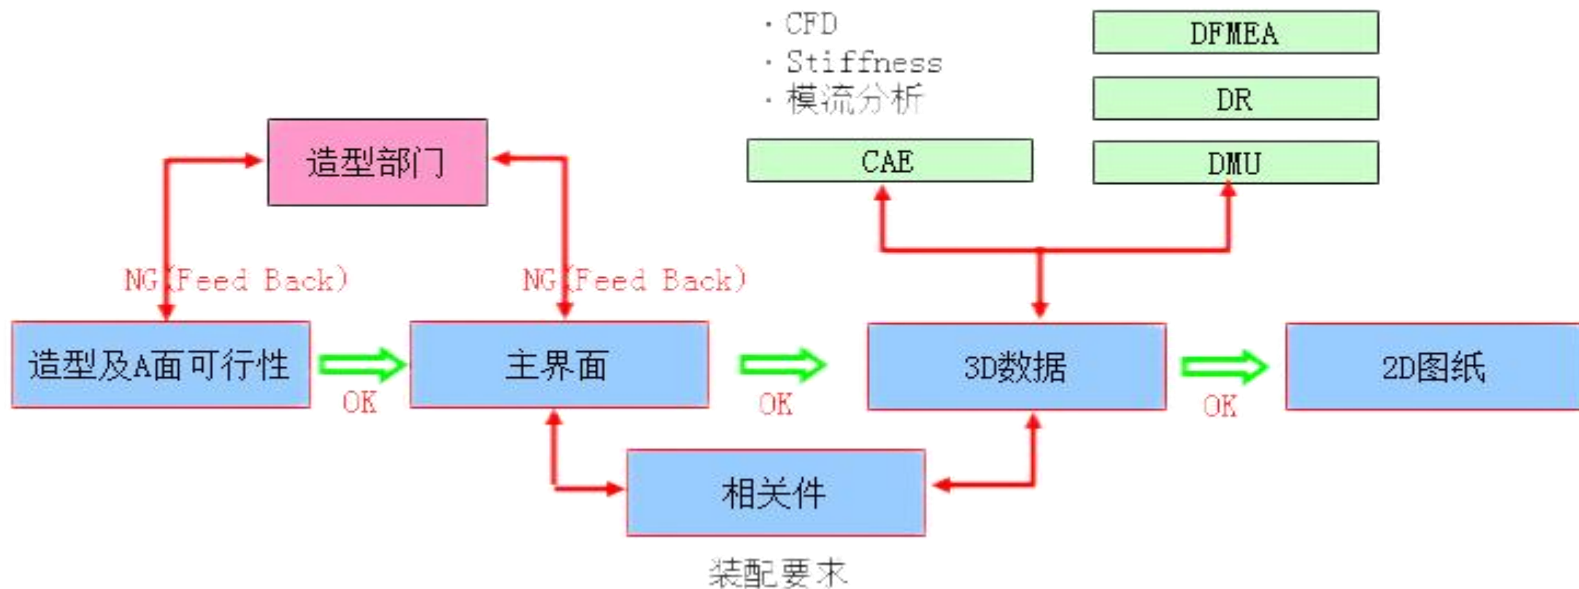 · CFD
· Stiffness
· 模流分析
DFMEA
DR
CAE
DMU
造型部门
NG(Feed Back)
NG(Feed Back)
造型及A面可行性
OK
主界面
OK
3D数据
OK
2D图纸
相关件
装配要求